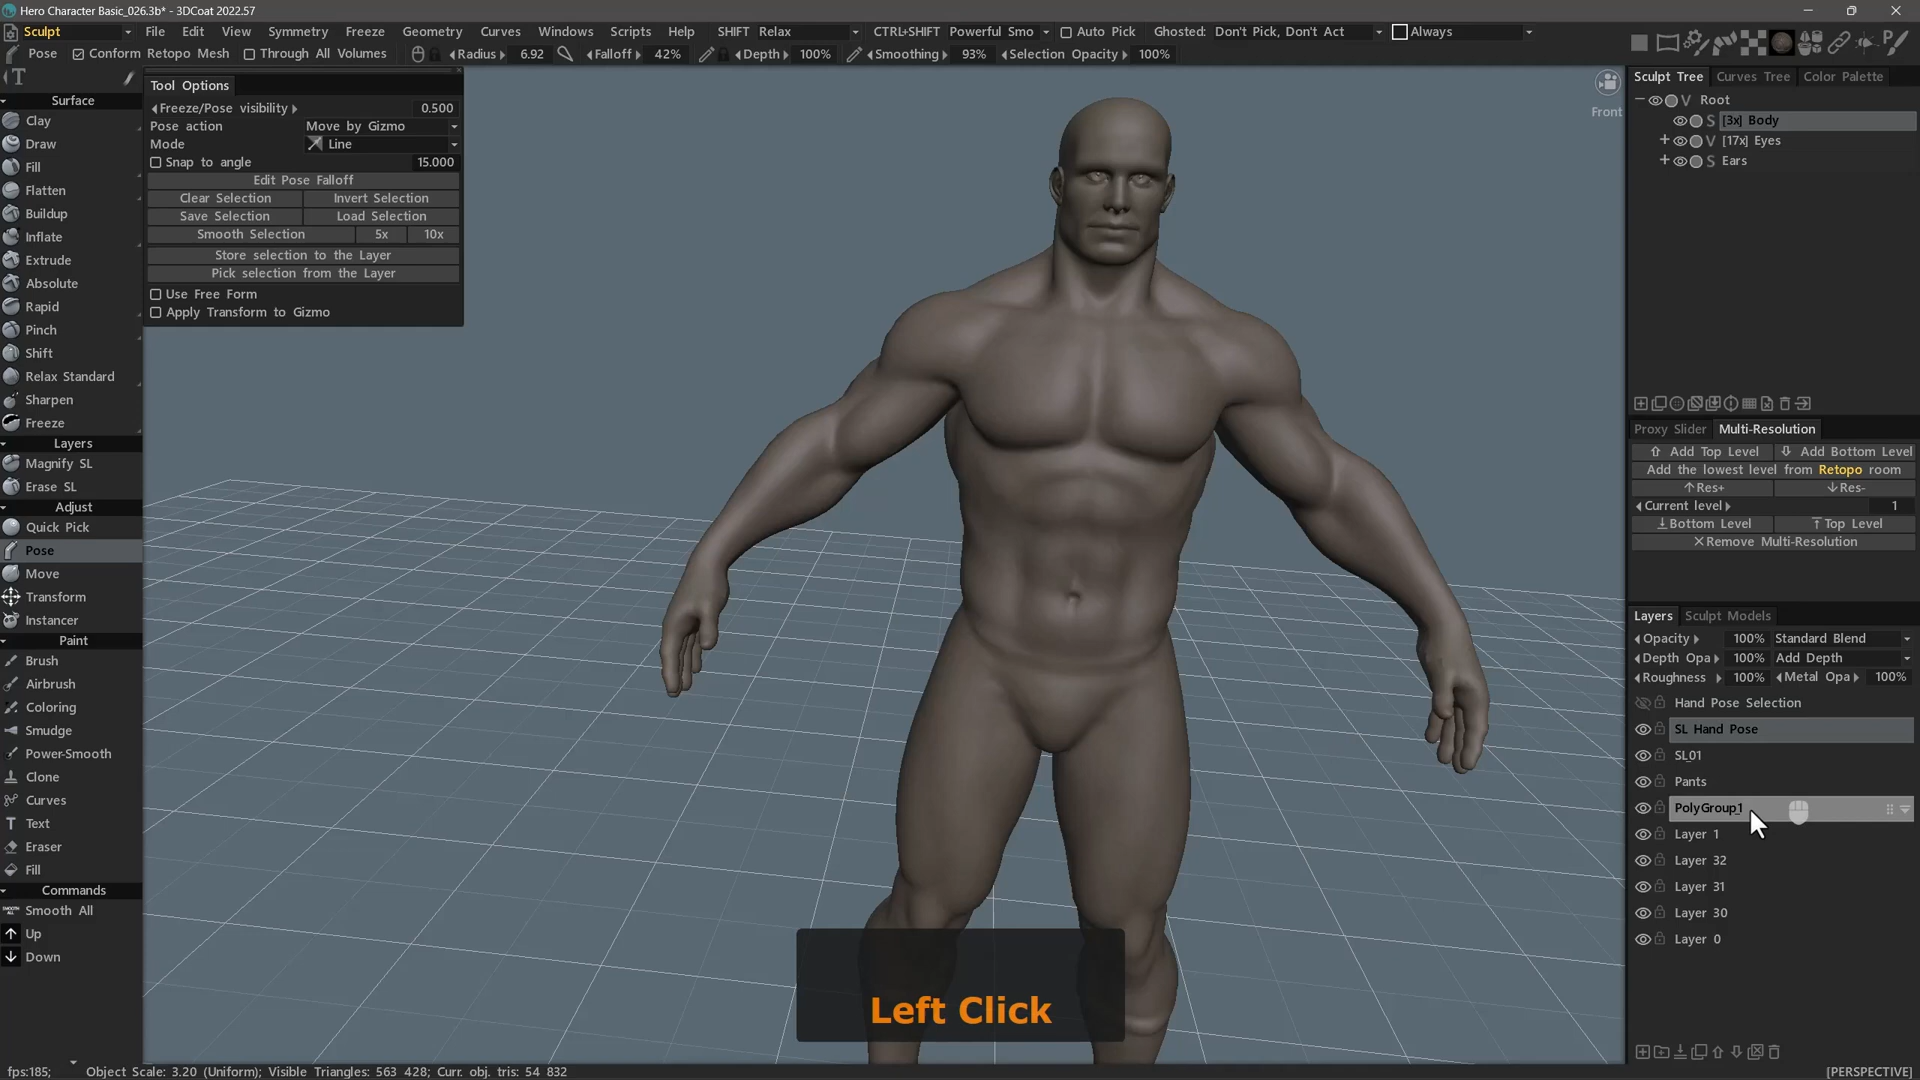 Hero Character Basic_026.3b* - 3DCoat 2022.57
Sculpt File Edit View Symmetry Freeze Curves Geometry Windows Scripts Help SHIFT Relax CTRL+SHIFT Powerful Smo Auto Pick Ghosted: Don't Pick, Don't Act Always
Pose Conform Retopo Mesh Through All Volumes Radius 6.92 Falloff 42% Depth 100% Smoothing 93% Selection Opacity 100%
Surface
Clay
Draw
Fill
Flatten
Buildup
Inflate
Extrude
Absolute
Rapid
Pinch
Shift
Relax Standard
Sharpen
Freeze
Layers
Magnify SL
Erase SL
Adjust
Quick Pick
Pose
Move
Transform
Instancer
Paint
Brush
Airbrush
Coloring
Smudge
Power-Smooth
Clone
Curves
Text
Eraser
Fill
Commands
Smooth All
Up
Down
Tool Options
Freeze/Pose visibility 0.500
Pose action Move by Gizmo
Mode Line
Snap to angle 15.000
Edit Pose Falloff
Clear Selection Invert Selection
Save Selection Load Selection
Smooth Selection 5x 10x
Store selection to the Layer
Pick selection from the Layer
Use Free Form
Apply Transform to Gizmo
Front
Left Click
Sculpt Tree Curves Tree Color Palette
V Root
S [3x] Body
V [17x] Eyes
S Ears
Proxy Slider Multi-Resolution
Add Top Level Add Bottom Level
Add the lowest level from Retopo room
Res+ Res-
Current level 1
Bottom Level Top Level
Remove Multi-Resolution
Layers Sculpt Models
Opacity 100% Standard Blend
Depth Opa 100% Add Depth
Roughness 100% Metal Opa 100%
Hand Pose Selection
SL Hand Pose
SL01
Pants
PolyGroup1
Layer 1
Layer 32
Layer 31
Layer 30
Layer 0
fps:185; Object Scale: 3.20 (Uniform); Visible Triangles: 563 428; Curr. obj. tris: 54 832 [PERSPECTIVE]